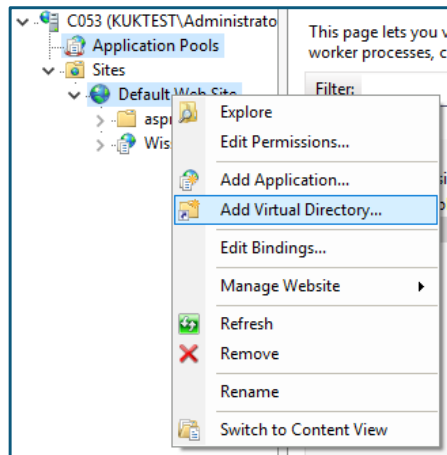 C053 (KUKTEST\Administrato
Application Pools
Sites
Default Web Site
asp
Wis
This page lets you v
worker processes, c
Filter:
Explore
Edit Permissions...
Add Application...
Add Virtual Directory...
Edit Bindings...
Manage Website
Refresh
Remove
Rename
Switch to Content View